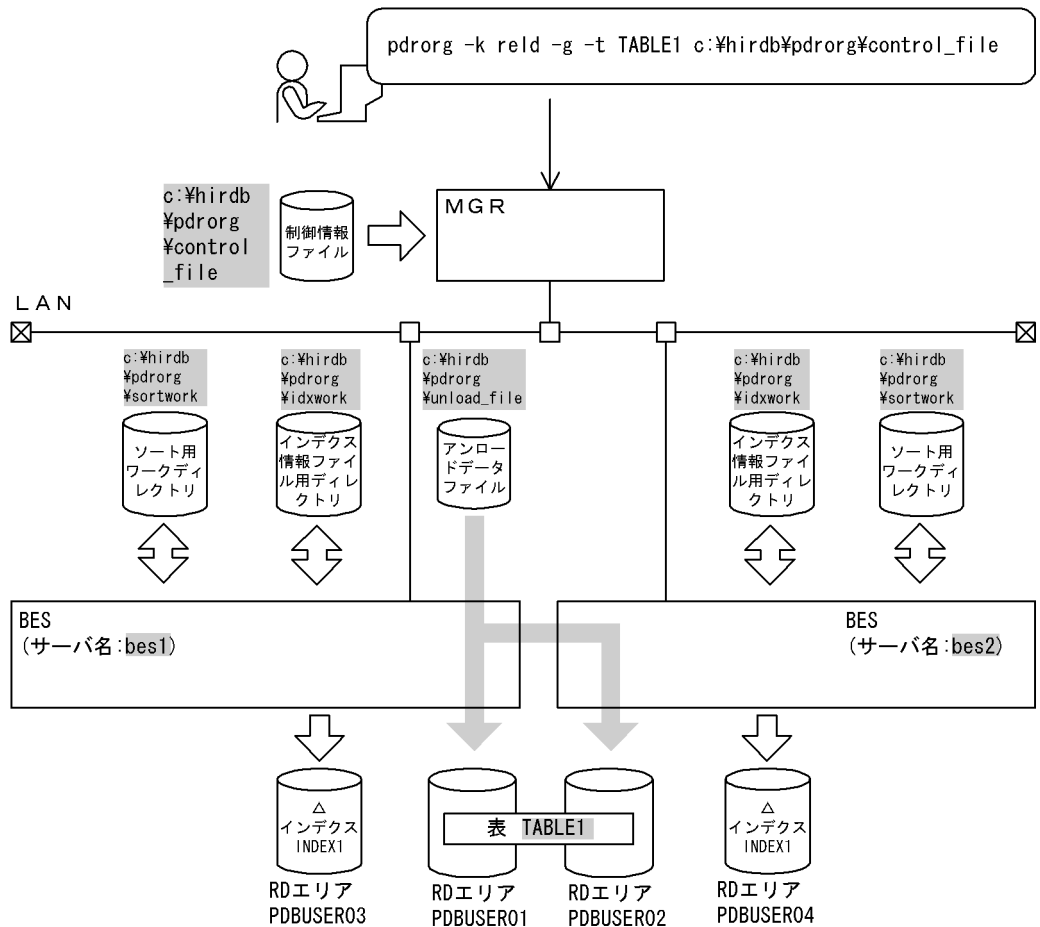 pdrorg -k reld -g -t TABLE1 c:¥hirdb¥pdrorg¥control_file
c:¥hirdb
¥pdrorg
¥control
_file
制御情報
ファイル
ＭＧＲ
ＬＡＮ
c:¥hirdb
¥pdrorg
¥sortwork
ソート用
ワークディ
レクトリ
c:¥hirdb
¥pdrorg
¥idxwork
インデクス
情報ファイ
ル用ディレ
クトリ
c:¥hirdb
¥pdrorg
¥unload_file
アンロー
ドデータ
ファイル
c:¥hirdb
¥pdrorg
¥idxwork
インデクス
情報ファイ
ル用ディレ
クトリ
c:¥hirdb
¥pdrorg
¥sortwork
ソート用
ワークディ
レクトリ
BES
(サーバ名:bes1)
BES
(サーバ名:bes2)
△
インデクス
INDEX1
表 TABLE1
△
インデクス
INDEX1
RDエリア
PDBUSER03
RDエリア
PDBUSER01
RDエリア
PDBUSER02
RDエリア
PDBUSER04